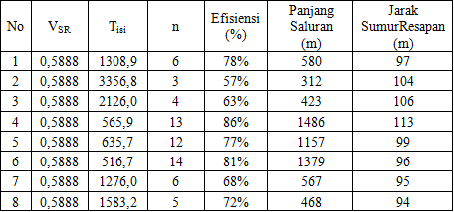 No V_SR T_isi n Efisiensi (%) Panjang Saluran (m) Jarak SumurResapan (m)
1 0,5888 1308,9 6 78% 580 97
2 0,5888 3356,8 3 57% 312 104
3 0,5888 2126,0 4 63% 423 106
4 0,5888 565,9 13 86% 1486 113
5 0,5888 635,7 12 77% 1157 99
6 0,5888 516,7 14 81% 1379 96
7 0,5888 1276,0 6 68% 567 95
8 0,5888 1583,2 5 72% 468 94